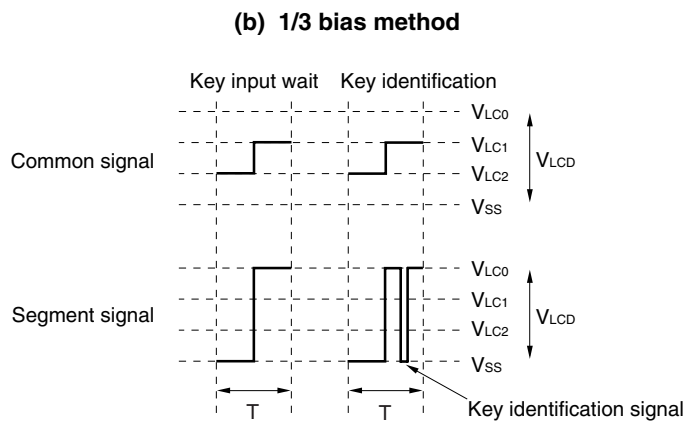 (b) 1/3 bias method
Key input wait
Key identification
VLC0
VLC1
VLC2
VSS
VLCD
Common signal
VLC0
VLC1
VLC2
VSS
VLCD
Segment signal
T
T
Key identification signal